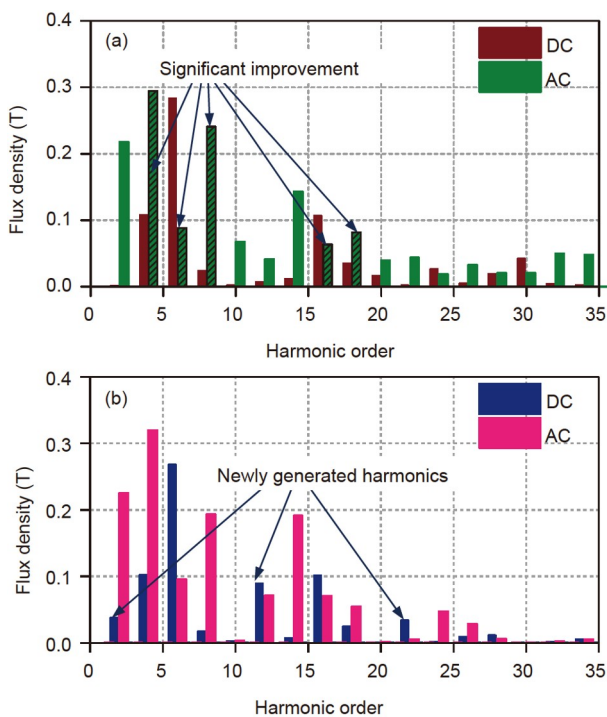 0.4
(a)
DC
AC
Significant improvement
0.3
0.2
0.1
0.0
Flux density (T)
0 5 10 15 20 25 30 35
Harmonic order
0.4
(b)
DC
AC
0.3
Newly generated harmonics
0.2
0.1
0.0
Flux density (T)
0 5 10 15 20 25 30 35
Harmonic order